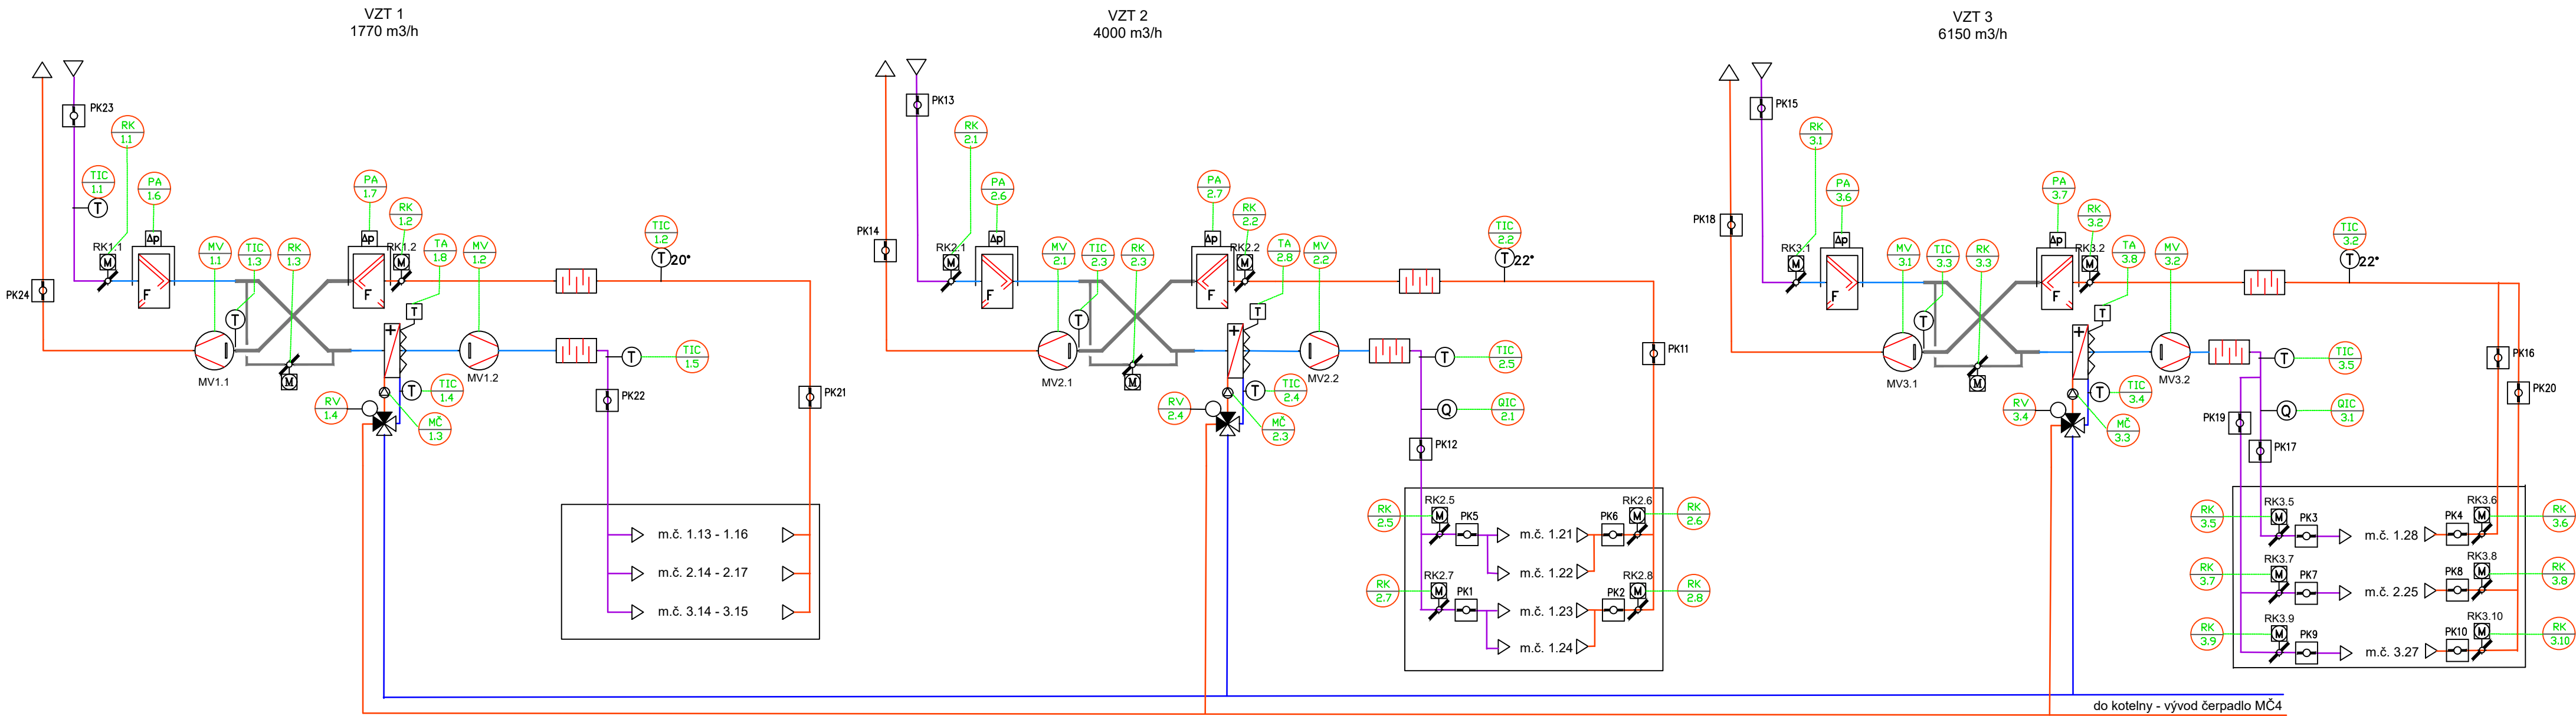 VZT 1
1770 m3/h
PK23
RK
1.1
TIC
1.1
PA
1.6
PA
1.7
RK
1.2
TIC
1.2
T
T
20°
MV
1.1
TIC
1.3
RK
1.3
TA
1.8
MV
1.2
RK1.1
Δp
Δp
RK1.2
M
M
F
F
PK24
T
T
+
MV1.1
M
MV1.2
T
TIC
1.5
T
TIC
1.4
RV
1.4
MČ
1.3
PK22
PK21
m.č. 1.13 - 1.16
m.č. 2.14 - 2.17
m.č. 3.14 - 3.15
VZT 2
4000 m3/h
PK13
RK
2.1
PA
2.6
PA
2.7
RK
2.2
TIC
2.2
T
22°
PK14
MV
2.1
TIC
2.3
RK
2.3
TA
2.8
MV
2.2
RK2.1
Δp
Δp
RK2.2
M
M
F
F
T
T
+
MV2.1
M
MV2.2
T
TIC
2.5
PK11
T
TIC
2.4
RV
2.4
MČ
2.3
Q
QIC
2.1
PK12
RK
2.5
RK2.5
M
PK5
m.č. 1.21
PK6
RK2.6
M
RK
2.6
m.č. 1.22
RK
2.7
RK2.7
M
PK1
m.č. 1.23
PK2
RK2.8
M
RK
2.8
m.č. 1.24
VZT 3
6150 m3/h
PK15
RK
3.1
PA
3.6
PA
3.7
RK
3.2
TIC
3.2
T
22°
PK18
MV
3.1
TIC
3.3
RK
3.3
TA
3.8
MV
3.2
RK3.1
Δp
Δp
RK3.2
M
M
F
F
T
T
+
MV3.1
M
MV3.2
T
TIC
3.5
PK16
PK20
T
TIC
3.4
RV
3.4
MČ
3.3
Q
QIC
3.1
PK19
PK17
RK
3.5
RK3.5
M
PK3
m.č. 1.28
PK4
RK3.6
M
RK
3.6
RK
3.7
RK3.7
M
PK7
m.č. 2.25
PK8
RK3.8
M
RK
3.8
RK
3.9
RK3.9
M
PK9
m.č. 3.27
PK10
RK3.10
M
RK
3.10
do kotelny - vývod čerpadlo MČ4